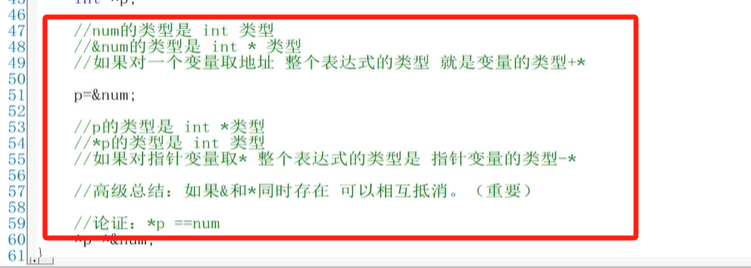 45 int *p;
46
47 //num的类型是 int 类型
48 //&num的类型是 int * 类型
49 //如果对一个变量取地址 整个表达式的类型 就是变量的类型+*
50
51 p=&num;
52
53 //p的类型是 int *类型
54 //*p的类型是 int 类型
55 //如果对指针变量取* 整个表达式的类型是 指针变量的类型-*
56
57 //高级总结：如果&和*同时存在 可以相互抵消。（重要）
58
59 //论证：*p ==num
60 *p *&num;
61 }